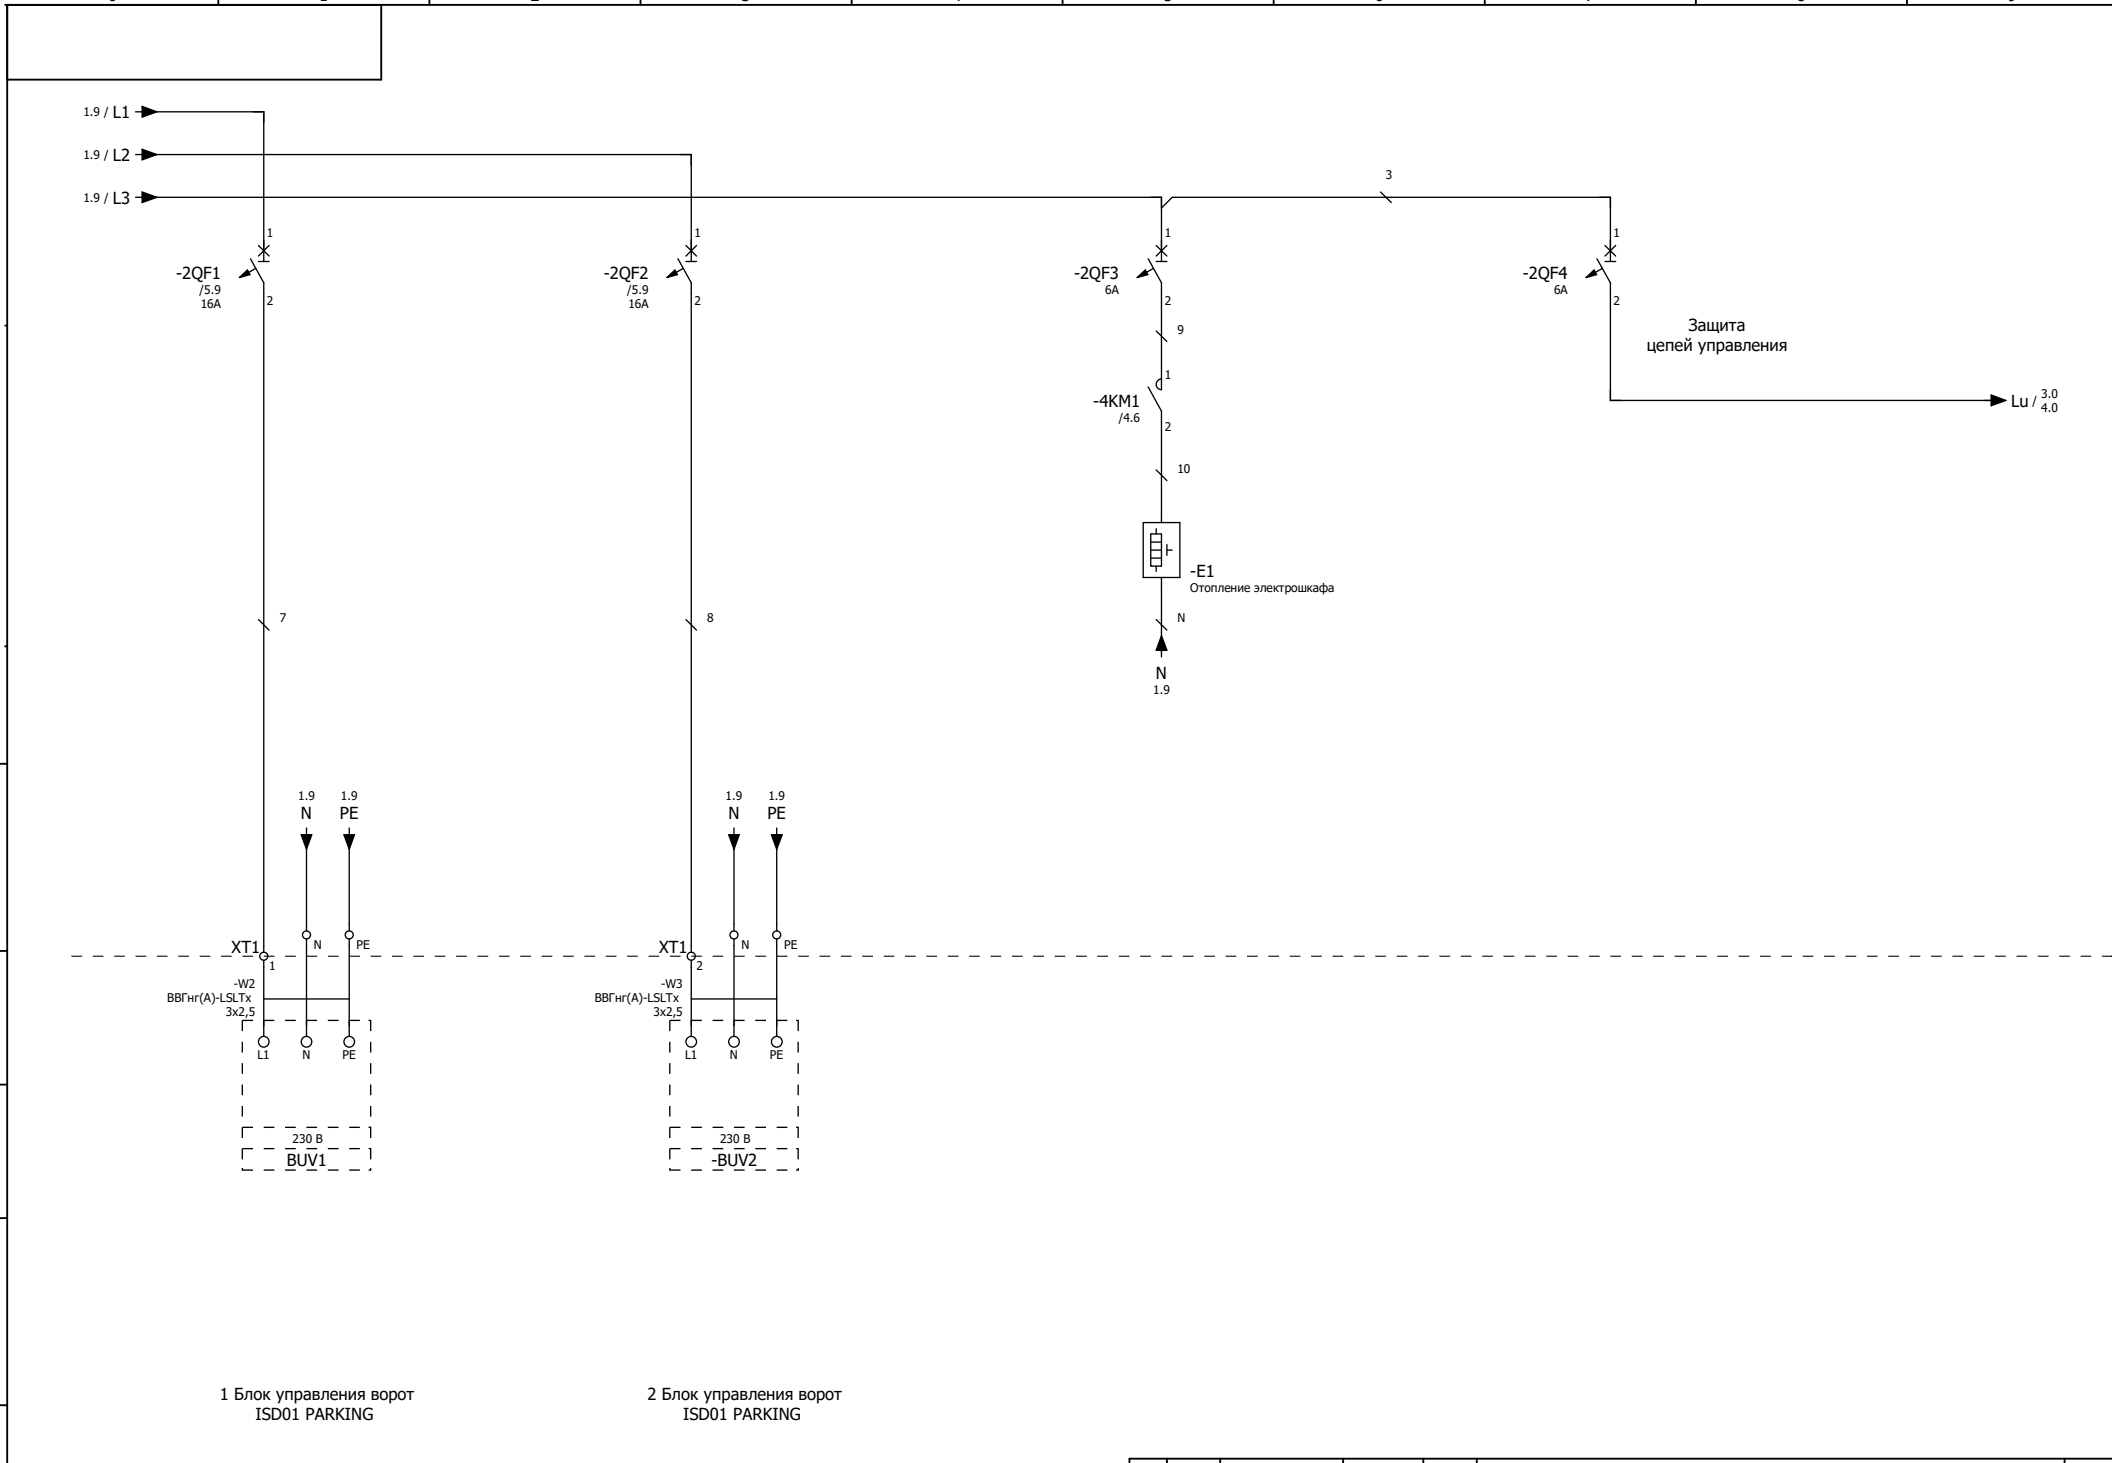 1.9 / L1
1.9 / L2
1.9 / L3
3
1
-2QF1
/5.9
16A
2
1
-2QF2
/5.9
16A
2
1
-2QF3
6A
2
1
-2QF4
6A
2
Защита
цепей управления
9
1
-4KM1
/4.6
2
Lu / 3.0
4.0
10
-E1
Отопление электрошкафа
7
8
N
N
1.9
1.9 1.9
N PE
1.9 1.9
N PE
XT1
1
N
PE
XT1
2
N
PE
-W2
ВВГнг(А)-LSLTx
3x2,5
-W3
ВВГнг(А)-LSLTx
3x2,5
L1 N PE
L1 N PE
230 В
BUV1
230 В
-BUV2
1 Блок управления ворот
ISD01 PARKING
2 Блок управления ворот
ISD01 PARKING